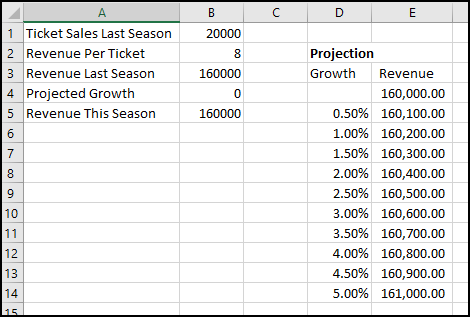 A B C D E
1 Ticket Sales Last Season 20000
2 Revenue Per Ticket 8 Projection
3 Revenue Last Season 160000 Growth Revenue
4 Projected Growth 0 160,000.00
5 Revenue This Season 160000 0.50% 160,100.00
6 1.00% 160,200.00
7 1.50% 160,300.00
8 2.00% 160,400.00
9 2.50% 160,500.00
10 3.00% 160,600.00
11 3.50% 160,700.00
12 4.00% 160,800.00
13 4.50% 160,900.00
14 5.00% 161,000.00
15